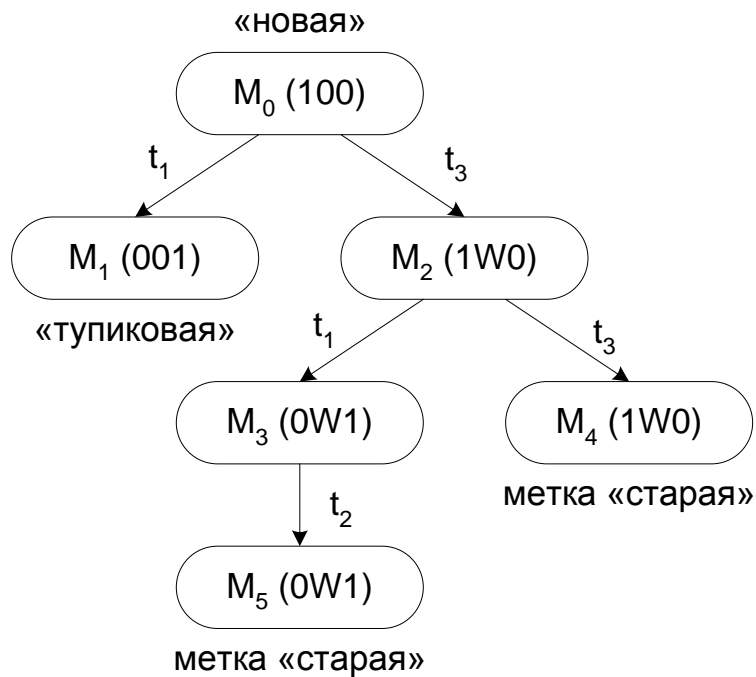 «новая»
M₀ (100)
t₁
t₃
M₁ (001)
M₂ (1W0)
«тупиковая»
t₁
t₃
M₃ (0W1)
M₄ (1W0)
t₂
метка «старая»
M₅ (0W1)
метка «старая»